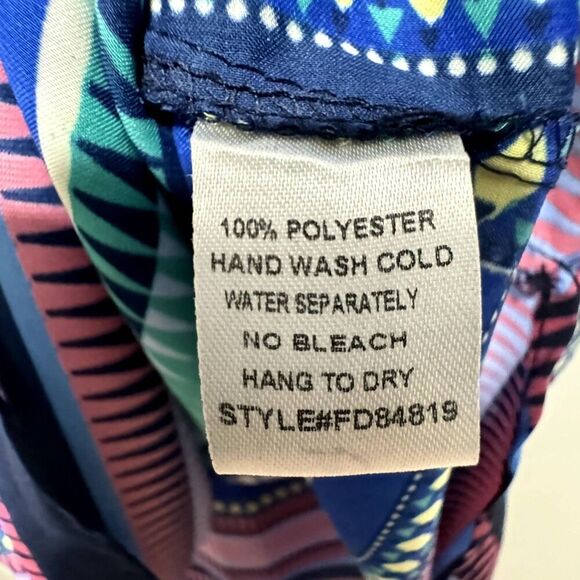 100% POLYESTER
HAND WASH COLD
WATER SEPARATELY
NO BLEACH
HANG TO DRY
STYLE#FD84819